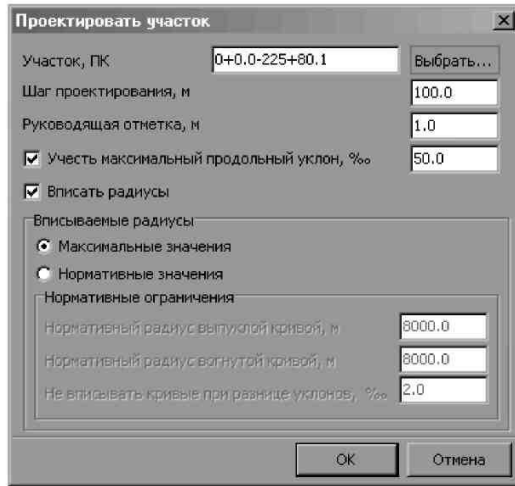 Проектировать участок
Участок, ПК 0+0.0-225+80.1 Выбрать...
Шаг проектирования, м 100.0
Руководящая отметка, м 1.0
Учесть максимальный продольный уклон, ‰ 50.0
Вписать радиусы
Вписываемые радиусы
Максимальные значения
Нормативные значения
Нормативные ограничения
Нормативный радиус выпуклой кривой, м 8000.0
Нормативный радиус вогнутой кривой, м 8000.0
Не вписывать кривые при разнице уклонов, ‰ 2.0
OK Отмена